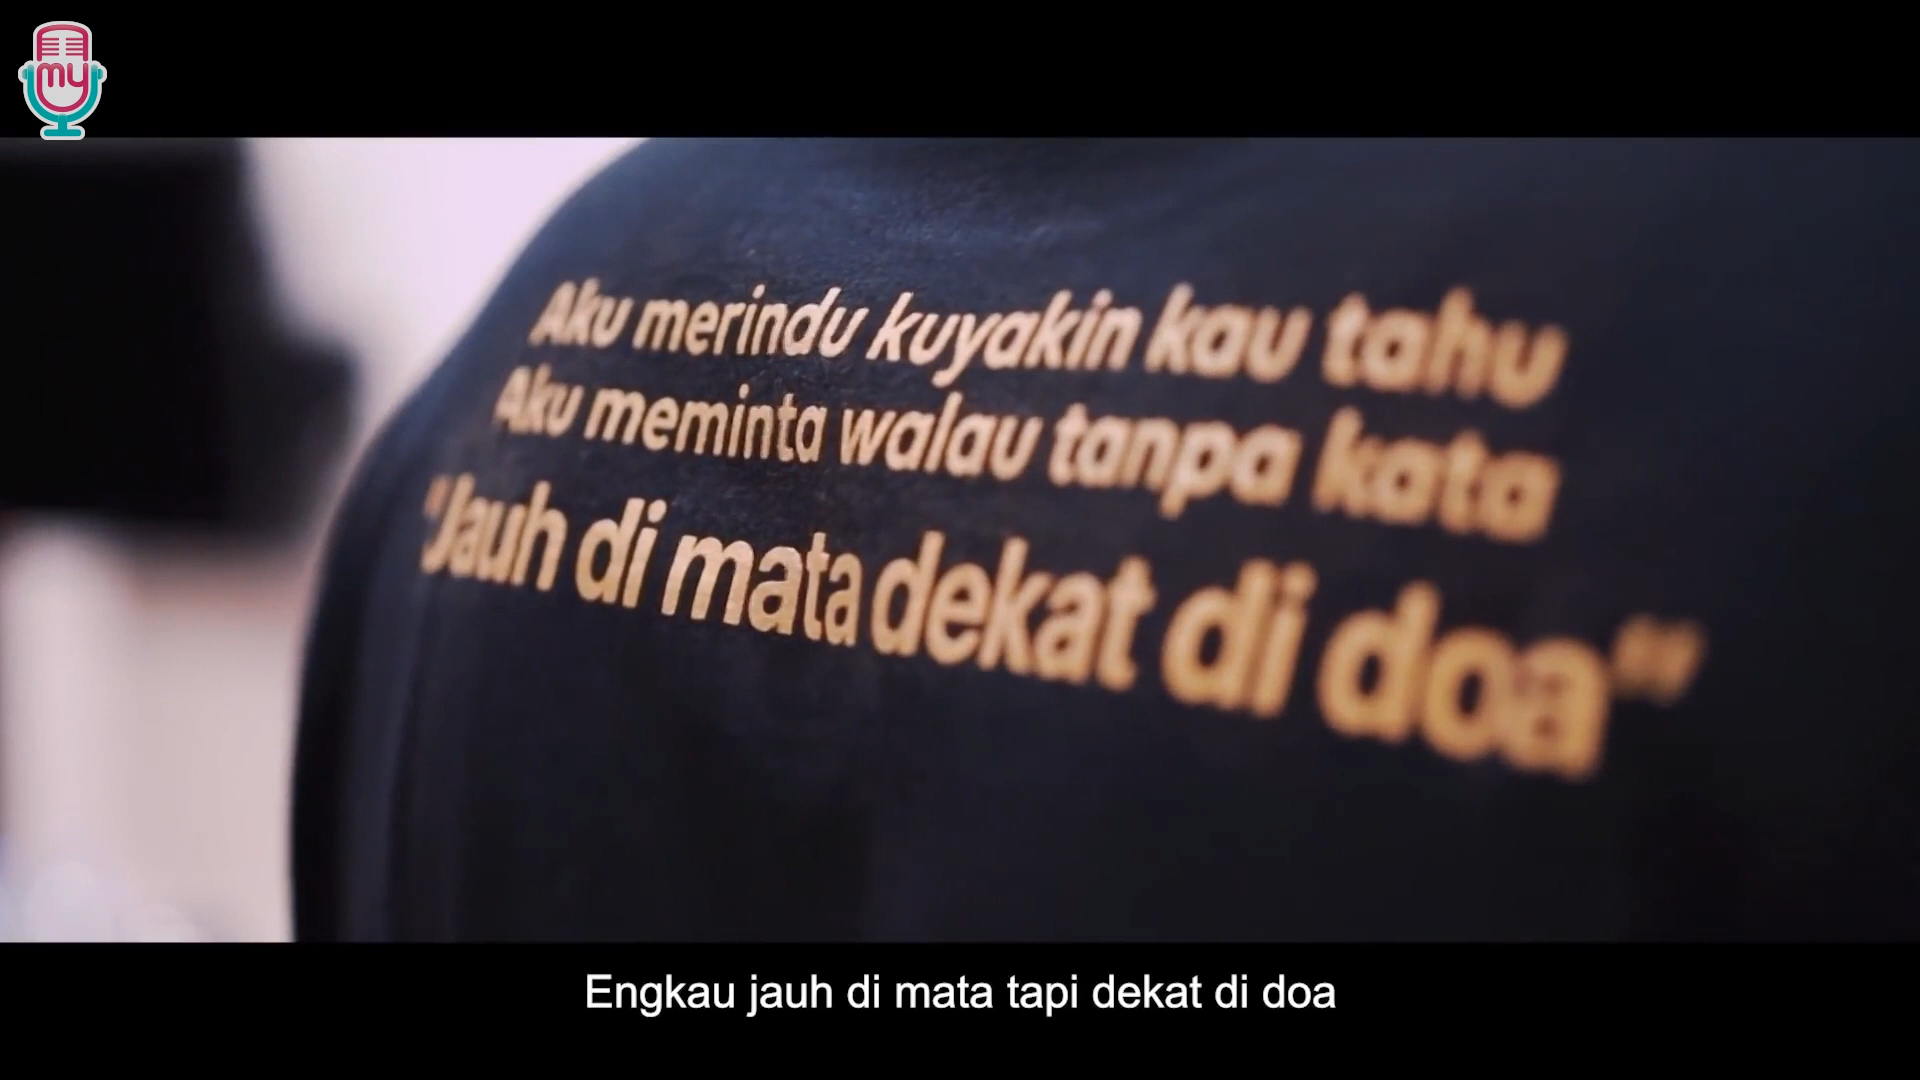 my
Aku merindu kuyakin kau tahu
Aku meminta walau tanpa kata
"Jauh di mata dekat di doa"
Engkau jauh di mata tapi dekat di doa